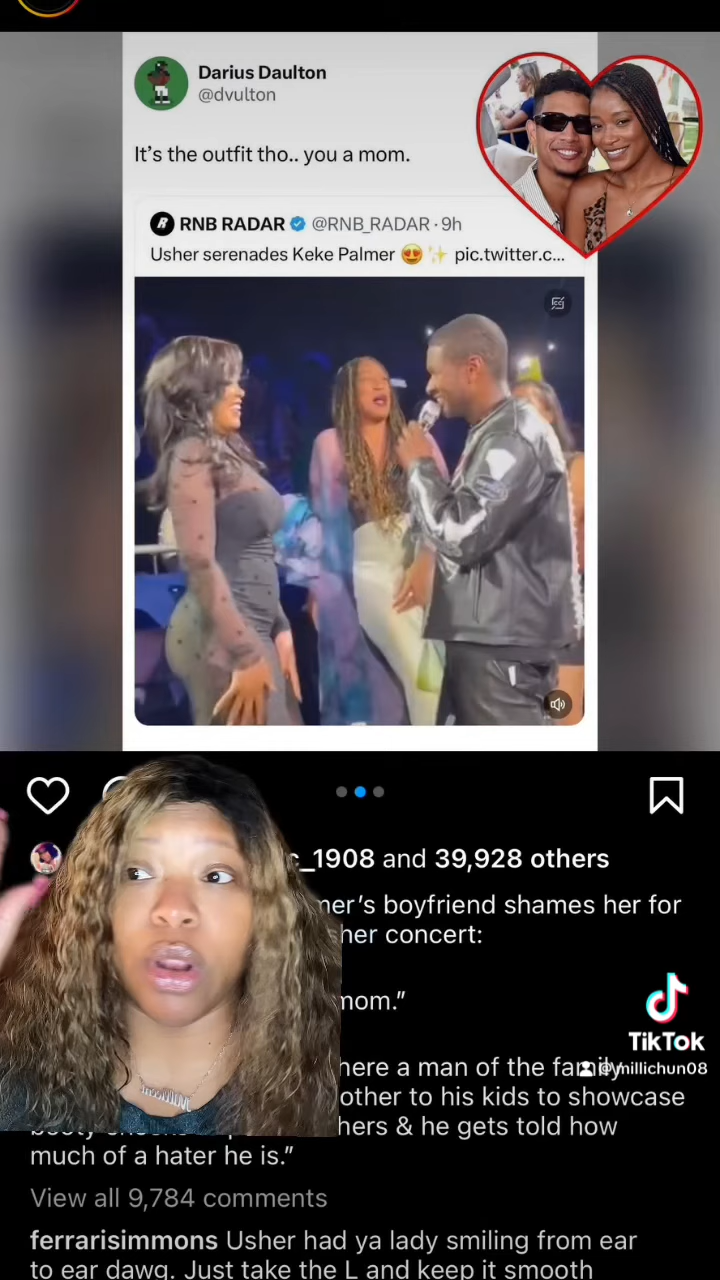 Darius Daulton
@dvulton
It's the outfit tho.. you a mom.
RNB RADAR @RNB_RADAR · 9h
Usher serenades Keke Palmer 😍✨ pic.twitter.c...
c_1908 and 39,928 others
mer's boyfriend shames her for
her concert:
mom."
TikTok
@millichun08
here a man of the family
other to his kids to showcase
hers & he gets told how
much of a hater he is."
View all 9,784 comments
ferrarisimmons Usher had ya lady smiling from ear
to ear dawg. Just take the L and keep it smooth